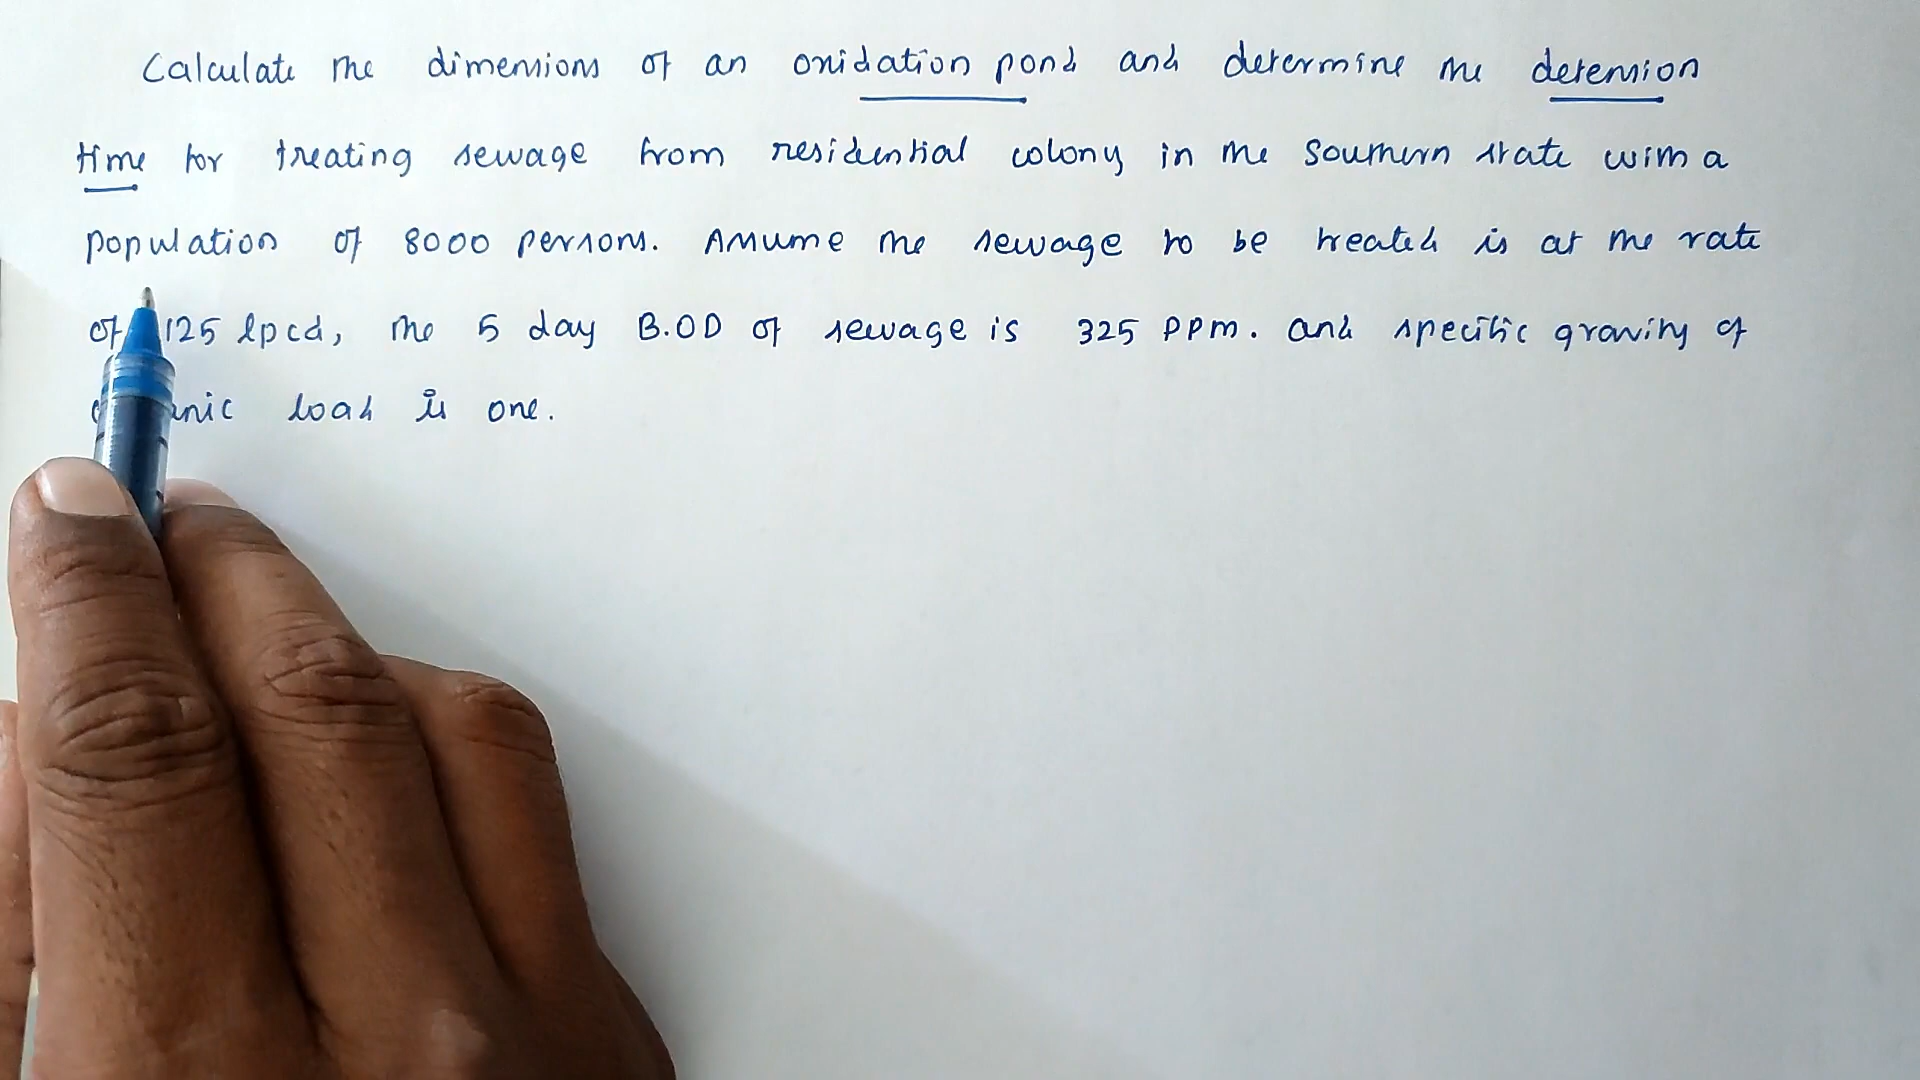 Calculate the dimensions of an oxidation pond and determine the detension
time for treating sewage from residential colony in the Southern state with a
population of 8000 persons. Assume the sewage to be treated is at the rate
of 125 lpcd, the 5 day B.OD of sewage is 325 PPm. and specific gravity of
load is one.